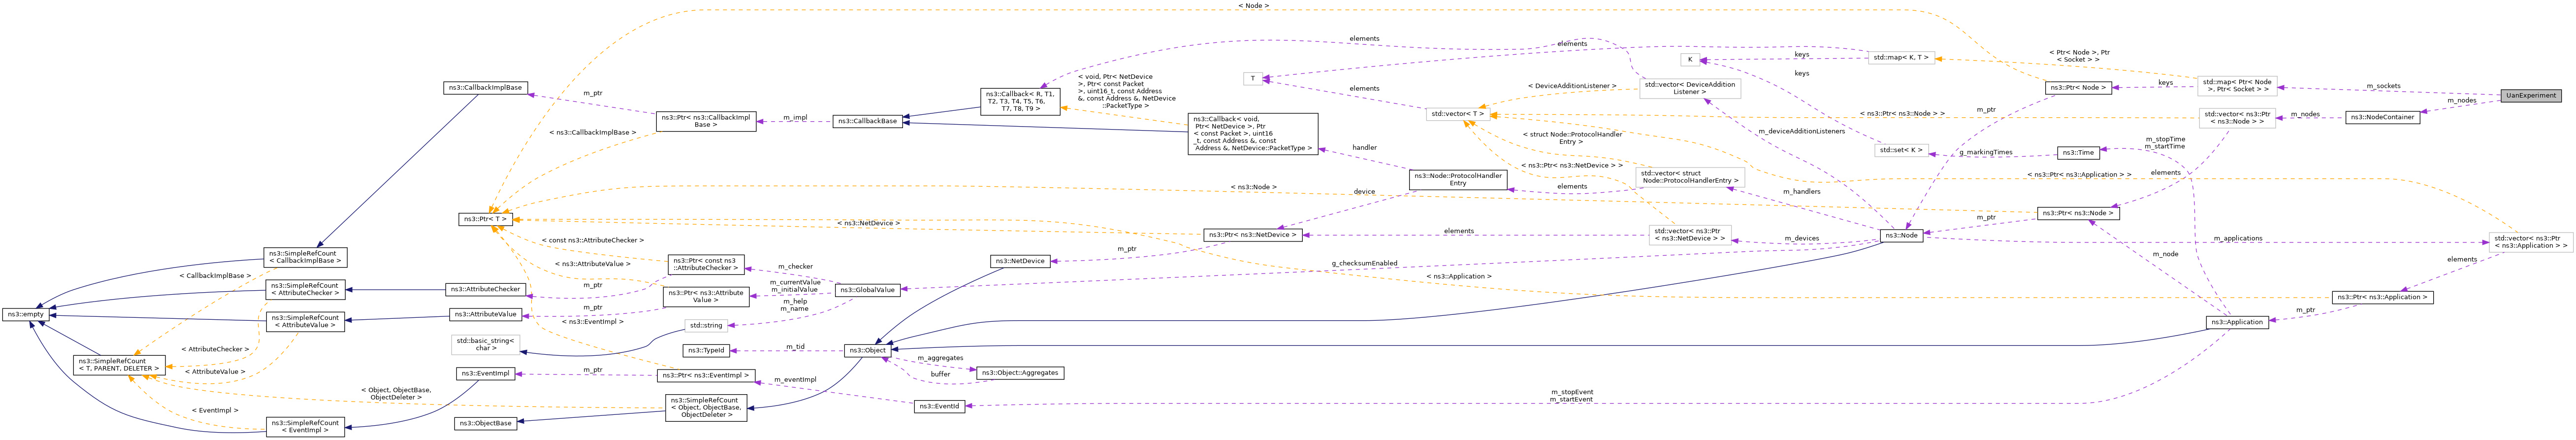 < Node >
elements
elements
K
keys
std::map< K, T >
< Ptr< Node >, Ptr
< Socket > >
keys
T
elements
< void, Ptr< NetDevice
>, Ptr< const Packet
>, uint16_t, const Address
&, const Address &, NetDevice
::PacketType >
ns3::CallbackImplBase
m_ptr
ns3::Callback< R, T1,
T2, T3, T4, T5, T6,
T7, T8, T9 >
std::vector< DeviceAddition
Listener >
< DeviceAdditionListener >
ns3::Ptr< Node >
keys
std::map< Ptr< Node
>, Ptr< Socket > >
m_sockets
UanExperiment
m_nodes
ns3::Ptr< ns3::CallbackImpl
Base >
m_impl
ns3::CallbackBase
ns3::Callback< void,
Ptr< NetDevice >, Ptr
< const Packet >, uint16
_t, const Address &, const
Address &, NetDevice::PacketType >
std::vector< T >
m_ptr
< ns3::Ptr< ns3::Node > >
std::vector< ns3::Ptr
< ns3::Node > >
m_nodes
ns3::NodeContainer
< ns3::CallbackImplBase >
< struct Node::ProtocolHandler
Entry >
m_deviceAdditionListeners
std::set< K >
g_markingTimes
ns3::Time
m_stopTime
m_startTime
handler
< ns3::Ptr< ns3::NetDevice > >
ns3::Node::ProtocolHandler
Entry
elements
std::vector< struct
Node::ProtocolHandlerEntry >
< ns3::Ptr< ns3::Application > >
elements
< ns3::Node >
device
m_handlers
ns3::Ptr< T >
ns3::Ptr< ns3::Node >
m_ptr
< ns3::NetDevice >
ns3::Ptr< ns3::NetDevice >
elements
std::vector< ns3::Ptr
< ns3::NetDevice > >
m_devices
ns3::Node
m_applications
std::vector< ns3::Ptr
< ns3::Application > >
< const ns3::AttributeChecker >
m_ptr
m_node
elements
ns3::SimpleRefCount
< CallbackImplBase >
< ns3::AttributeValue >
ns3::Ptr< const ns3
::AttributeChecker >
m_checker
ns3::NetDevice
g_checksumEnabled
< ns3::Application >
< CallbackImplBase >
ns3::SimpleRefCount
< AttributeChecker >
ns3::AttributeChecker
m_ptr
ns3::Ptr< ns3::Attribute
Value >
m_currentValue
m_initialValue
ns3::GlobalValue
ns3::Ptr< ns3::Application >
m_help
m_name
m_ptr
m_ptr
ns3::empty
ns3::SimpleRefCount
< AttributeValue >
ns3::AttributeValue
< ns3::EventImpl >
std::string
ns3::Application
std::basic_string<
char >
< AttributeChecker >
ns3::TypeId
m_tid
ns3::Object
m_aggregates
ns3::SimpleRefCount
< T, PARENT, DELETER >
< AttributeValue >
ns3::EventImpl
m_ptr
ns3::Ptr< ns3::EventImpl >
m_eventImpl
buffer
ns3::Object::Aggregates
< Object, ObjectBase,
ObjectDeleter >
m_stopEvent
m_startEvent
< EventImpl >
ns3::SimpleRefCount
< Object, ObjectBase,
ObjectDeleter >
ns3::EventId
ns3::SimpleRefCount
< EventImpl >
ns3::ObjectBase
keys